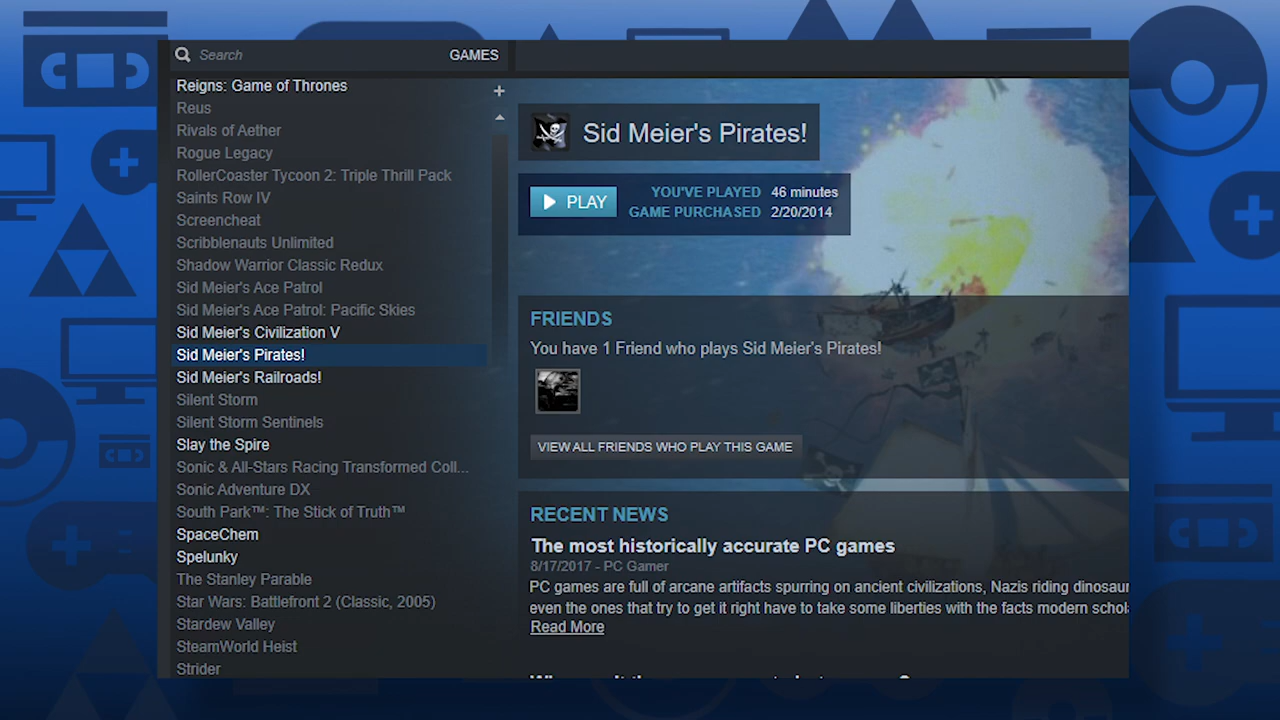 Search
GAMES
Reigns: Game of Thrones
Reus
Rivals of Aether
Rogue Legacy
RollerCoaster Tycoon 2: Triple Thrill Pack
Saints Row IV
Screencheat
Scribblenauts Unlimited
Shadow Warrior Classic Redux
Sid Meier's Ace Patrol
Sid Meier's Ace Patrol: Pacific Skies
Sid Meier's Civilization V
Sid Meier's Pirates!
Sid Meier's Railroads!
Silent Storm
Silent Storm Sentinels
Slay the Spire
Sonic & All-Stars Racing Transformed Coll...
Sonic Adventure DX
South Park™: The Stick of Truth™
SpaceChem
Spelunky
The Stanley Parable
Star Wars: Battlefront 2 (Classic, 2005)
Stardew Valley
SteamWorld Heist
Strider
Sid Meier's Pirates!
PLAY
YOU'VE PLAYED 46 minutes
GAME PURCHASED 2/20/2014
FRIENDS
You have 1 Friend who plays Sid Meier's Pirates!
VIEW ALL FRIENDS WHO PLAY THIS GAME
RECENT NEWS
The most historically accurate PC games
8/17/2017 - PC Gamer
PC games are full of arcane artifacts spurring on ancient civilizations, Nazis riding dinosaur
even the ones that try to get it right have to take some liberties with the facts modern schol
Read More